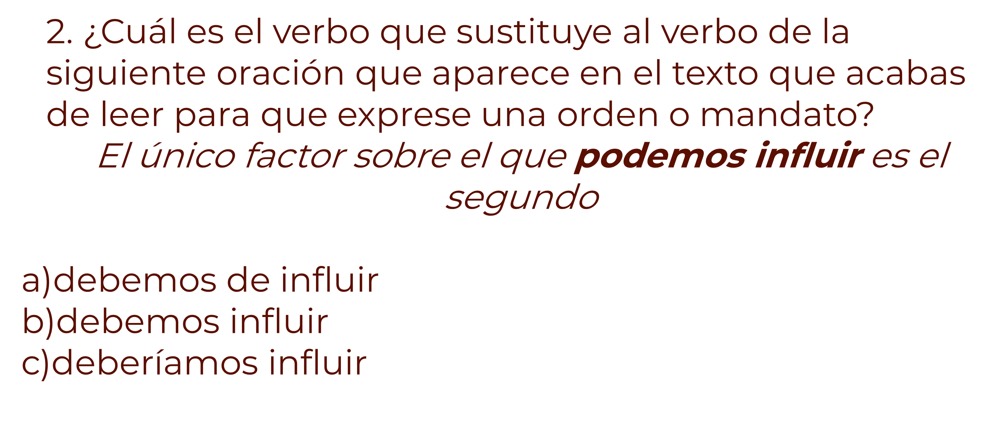 2. ¿Cuál es el verbo que sustituye al verbo de la
siguiente oración que aparece en el texto que acabas
de leer para que exprese una orden o mandato?
El único factor sobre el que podemos influir es el
segundo
a)debemos de influir
b)debemos influir
c)deberíamos influir